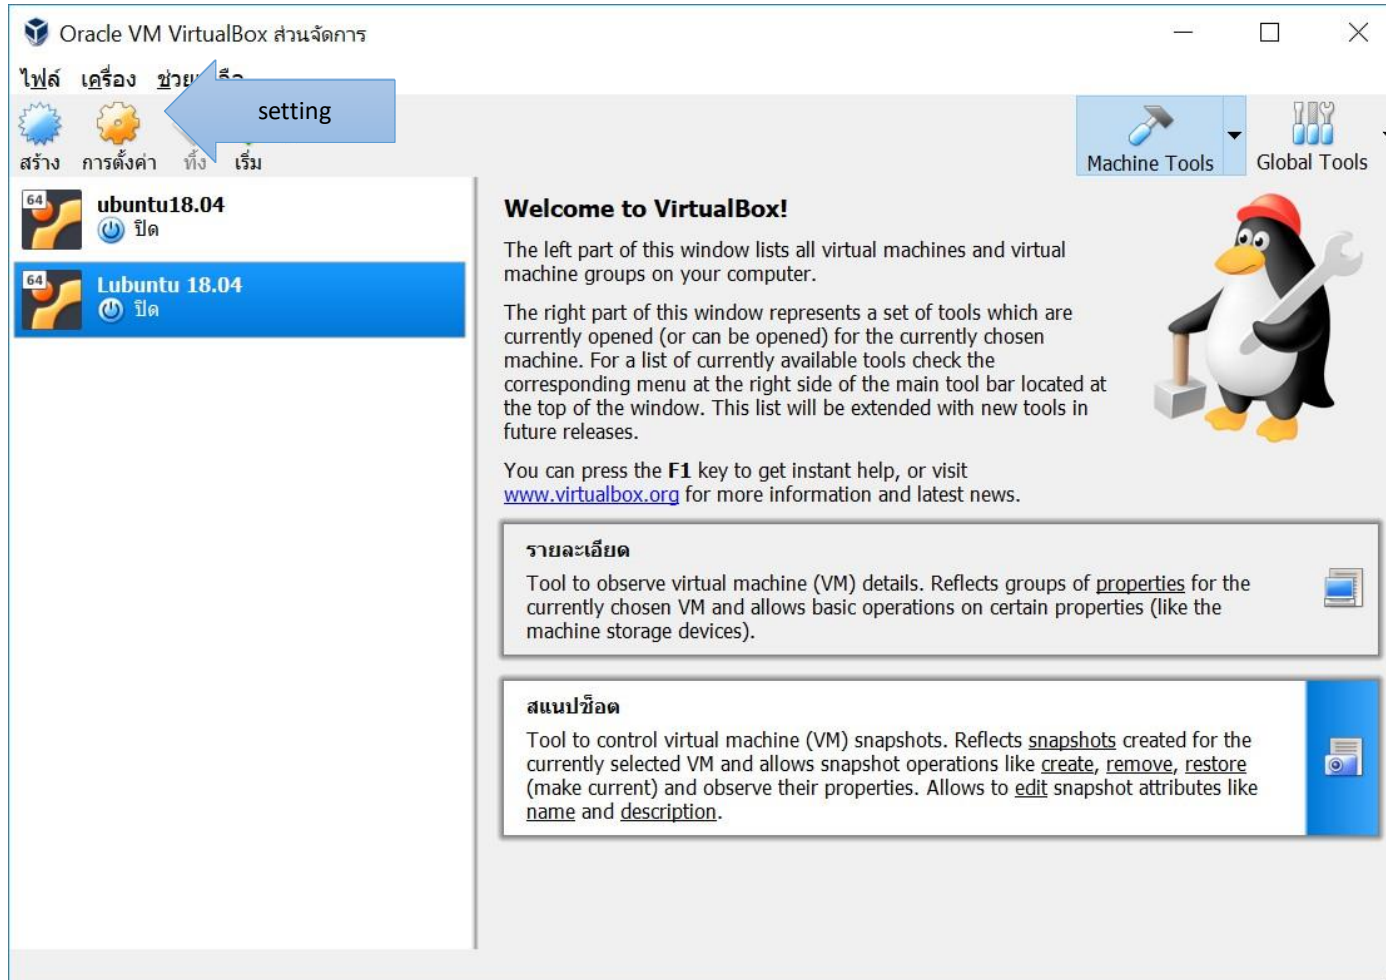 Oracle VM VirtualBox ส่วนจัดการ
ไฟล์ เครื่อง
setting
สร้าง การตั้งค่า ทิ้ง เริ่ม
Machine Tools Global Tools
64
ubuntu18.04
ปิด
64
Lubuntu 18.04
ปิด
Welcome to VirtualBox!
The left part of this window lists all virtual machines and virtual
machine groups on your computer.
The right part of this window represents a set of tools which are
currently opened (or can be opened) for the currently chosen
machine. For a list of currently available tools check the
corresponding menu at the right side of the main tool bar located at
the top of the window. This list will be extended with new tools in
future releases.
You can press the F1 key to get instant help, or visit
www.virtualbox.org for more information and latest news.
รายละเอียด
Tool to observe virtual machine (VM) details. Reflects groups of properties for the
currently chosen VM and allows basic operations on certain properties (like the
machine storage devices).
สแนปช็อต
Tool to control virtual machine (VM) snapshots. Reflects snapshots created for the
currently selected VM and allows snapshot operations like create, remove, restore
(make current) and observe their properties. Allows to edit snapshot attributes like
name and description.